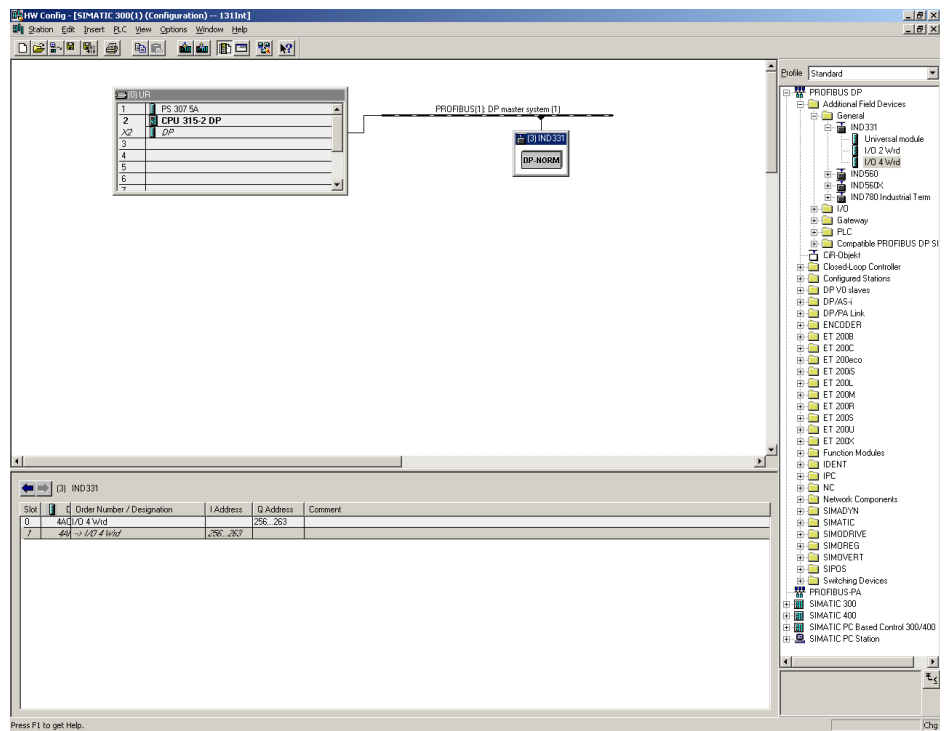 HW Config - [SIMATIC 300(1) (Configuration) -- 131Int]
Station Edit Insert PLC View Options Window Help
(0) UR
1 PS 307 5A
2 CPU 315-2 DP
X2 DP
3
4
5
6
7
PROFIBUS(1): DP master system (1)
(3) IND331
DP-NORM
Profile Standard
PROFIBUS DP
Additional Field Devices
General
IND331
Universal module
I/O 2 Wrd
I/O 4 Wrd
IND560
IND560X
IND780 Industrial Term
I/O
Gateway
PLC
Compatible PROFIBUS DP Sl
CiR-Objekt
Closed-Loop Controller
Configured Stations
DP V0 slaves
DP/AS-i
DP/PA Link
ENCODER
ET 200B
ET 200C
ET 200eco
ET 200iS
ET 200L
ET 200M
ET 200R
ET 200S
ET 200U
ET 200X
Function Modules
IDENT
IPC
NC
Network Components
SIMADYN
SIMATIC
SIMODRIVE
SIMOREG
SIMOVERT
SIPOS
Switching Devices
PROFIBUS-PA
SIMATIC 300
SIMATIC 400
SIMATIC PC Based Control 300/400
SIMATIC PC Station
(3) IND331
Slot D Order Number / Designation I Address Q Address Comment
0 4AO I/O 4 Wrd 256...263
1 4AI --> I/O 4 Wrd 256...263
Press F1 to get Help.
Chg